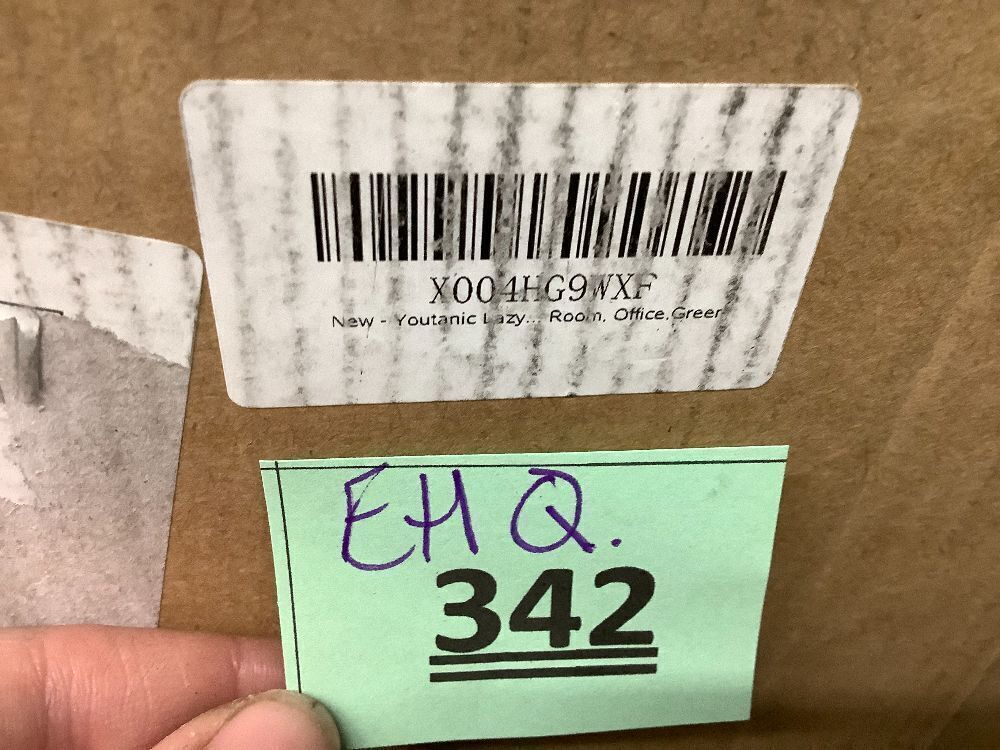 X004HG9WXF
New - Youtanic Lazy... Room, Office,Green
EHQ.
342